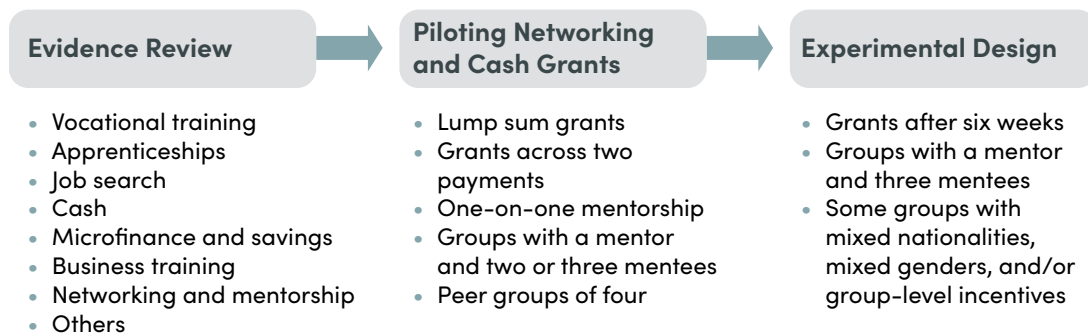 Evidence Review
• Vocational training
• Apprenticeships
• Job search
• Cash
• Microfinance and savings
• Business training
• Networking and mentorship
• Others
Piloting Networking
and Cash Grants
• Lump sum grants
• Grants across two
payments
• One-on-one mentorship
• Groups with a mentor
and two or three mentees
• Peer groups of four
Experimental Design
• Grants after six weeks
• Groups with a mentor
and three mentees
• Some groups with
mixed nationalities,
mixed genders, and/or
group-level incentives